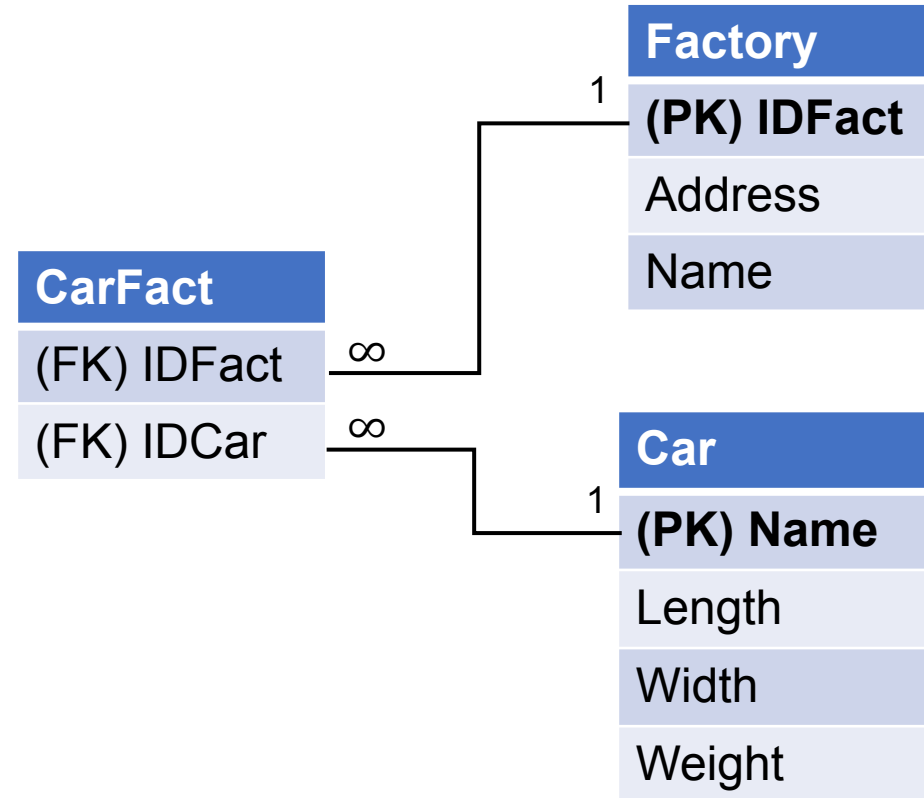 Factory
1
(PK) IDFact
Address
Name
CarFact
(FK) IDFact
∞
(FK) IDCar
∞
Car
1
(PK) Name
Length
Width
Weight